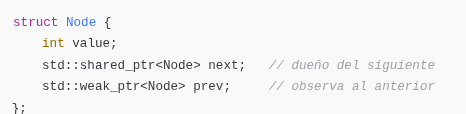 struct Node {
    int value;
    std::shared_ptr<Node> next;   // dueño del siguiente
    std::weak_ptr<Node> prev;     // observa al anterior
};